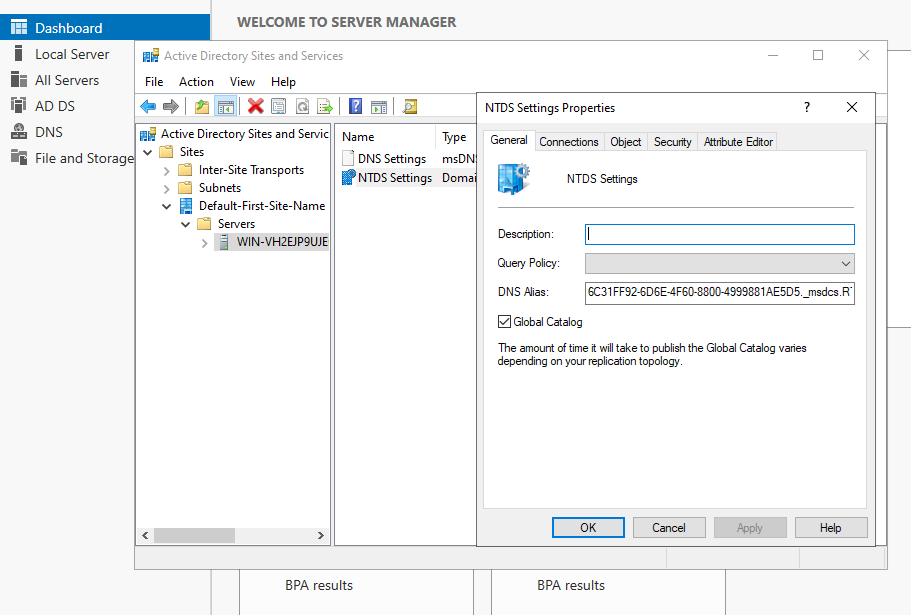 WELCOME TO SERVER MANAGER
Dashboard
Local Server
All Servers
AD DS
DNS
File and Storage
Active Directory Sites and Services
File Action View Help
Active Directory Sites and Servic
Sites
Inter-Site Transports
Subnets
Default-First-Site-Name
Servers
WIN-VH2EJP9UJE
Name Type
DNS Settings msDNS
NTDS Settings Domai
NTDS Settings Properties
?
General Connections Object Security Attribute Editor
NTDS Settings
Description:
Query Policy:
DNS Alias: 6C31FF92-6D6E-4F60-8800-4999881AE5D5._msdcs.R
Global Catalog
The amount of time it will take to publish the Global Catalog varies
depending on your replication topology.
OK Cancel Apply Help
BPA results BPA results